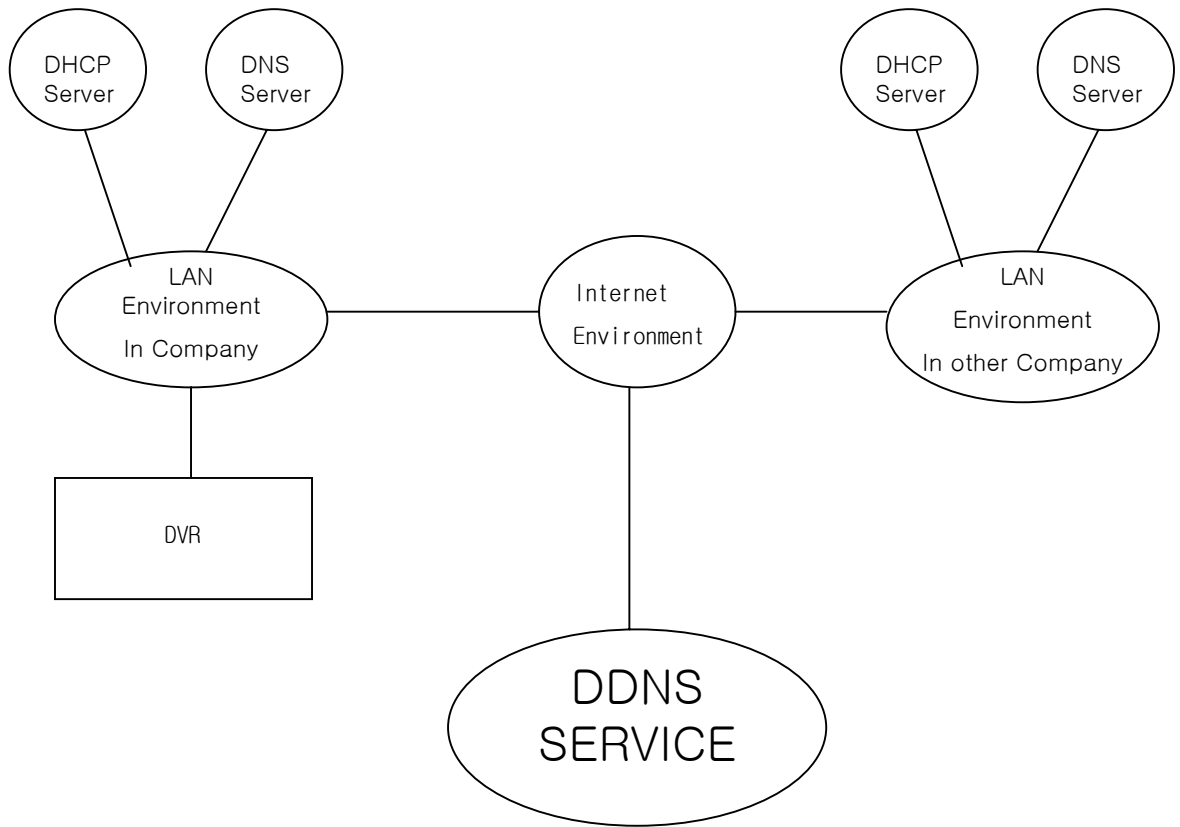 DHCP
Server
DNS
Server
DHCP
Server
DNS
Server
LAN
Environment
In Company
Internet
Environment
LAN
Environment
In other Company
DVR
DDNS
SERVICE